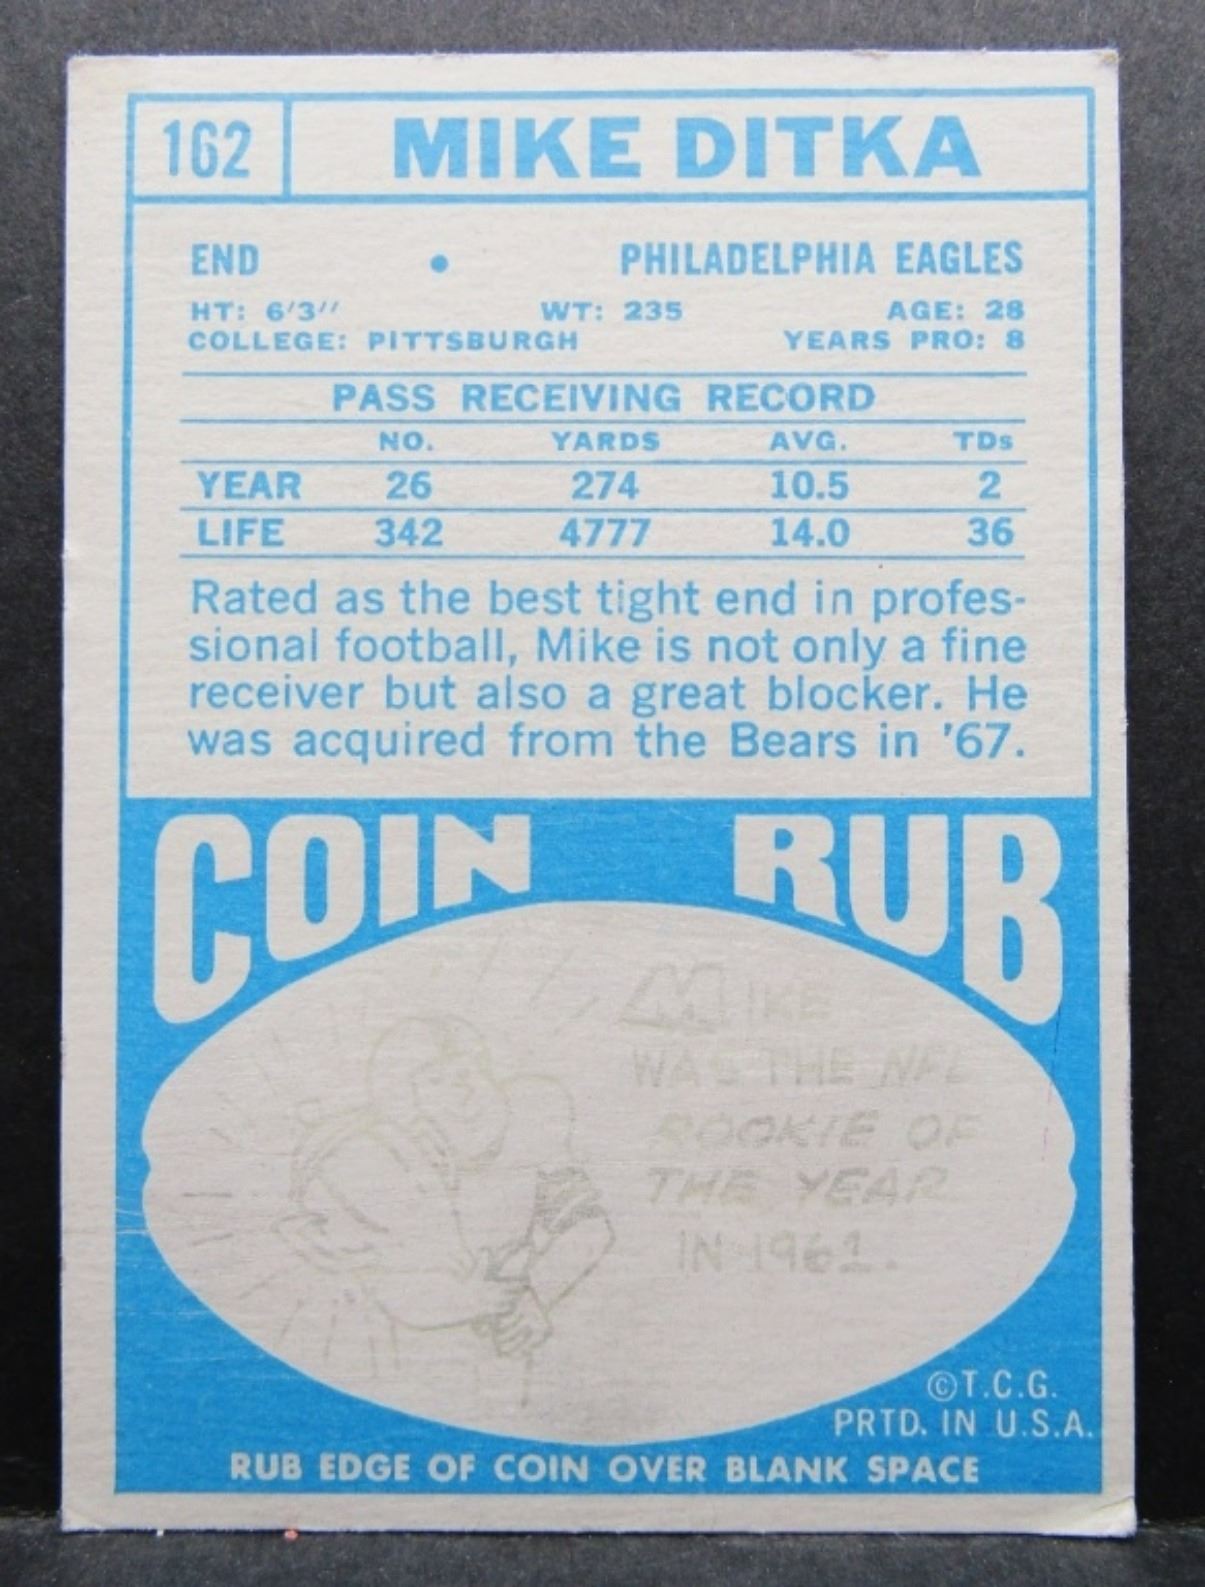 162 MIKE DITKA
END • PHILADELPHIA EAGLES
HT: 6'3" WT: 235 AGE: 28
COLLEGE: PITTSBURGH YEARS PRO: 8
PASS RECEIVING RECORD
NO. YARDS AVG. TDs
YEAR 26 274 10.5 2
LIFE 342 4777 14.0 36
Rated as the best tight end in profes-
sional football, Mike is not only a fine
receiver but also a great blocker. He
was acquired from the Bears in '67.
COIN RUB
MIKE
WAS THE NFL
ROOKIE OF
THE YEAR
IN 1961.
©T.C.G.
PRTD. IN U.S.A.
RUB EDGE OF COIN OVER BLANK SPACE